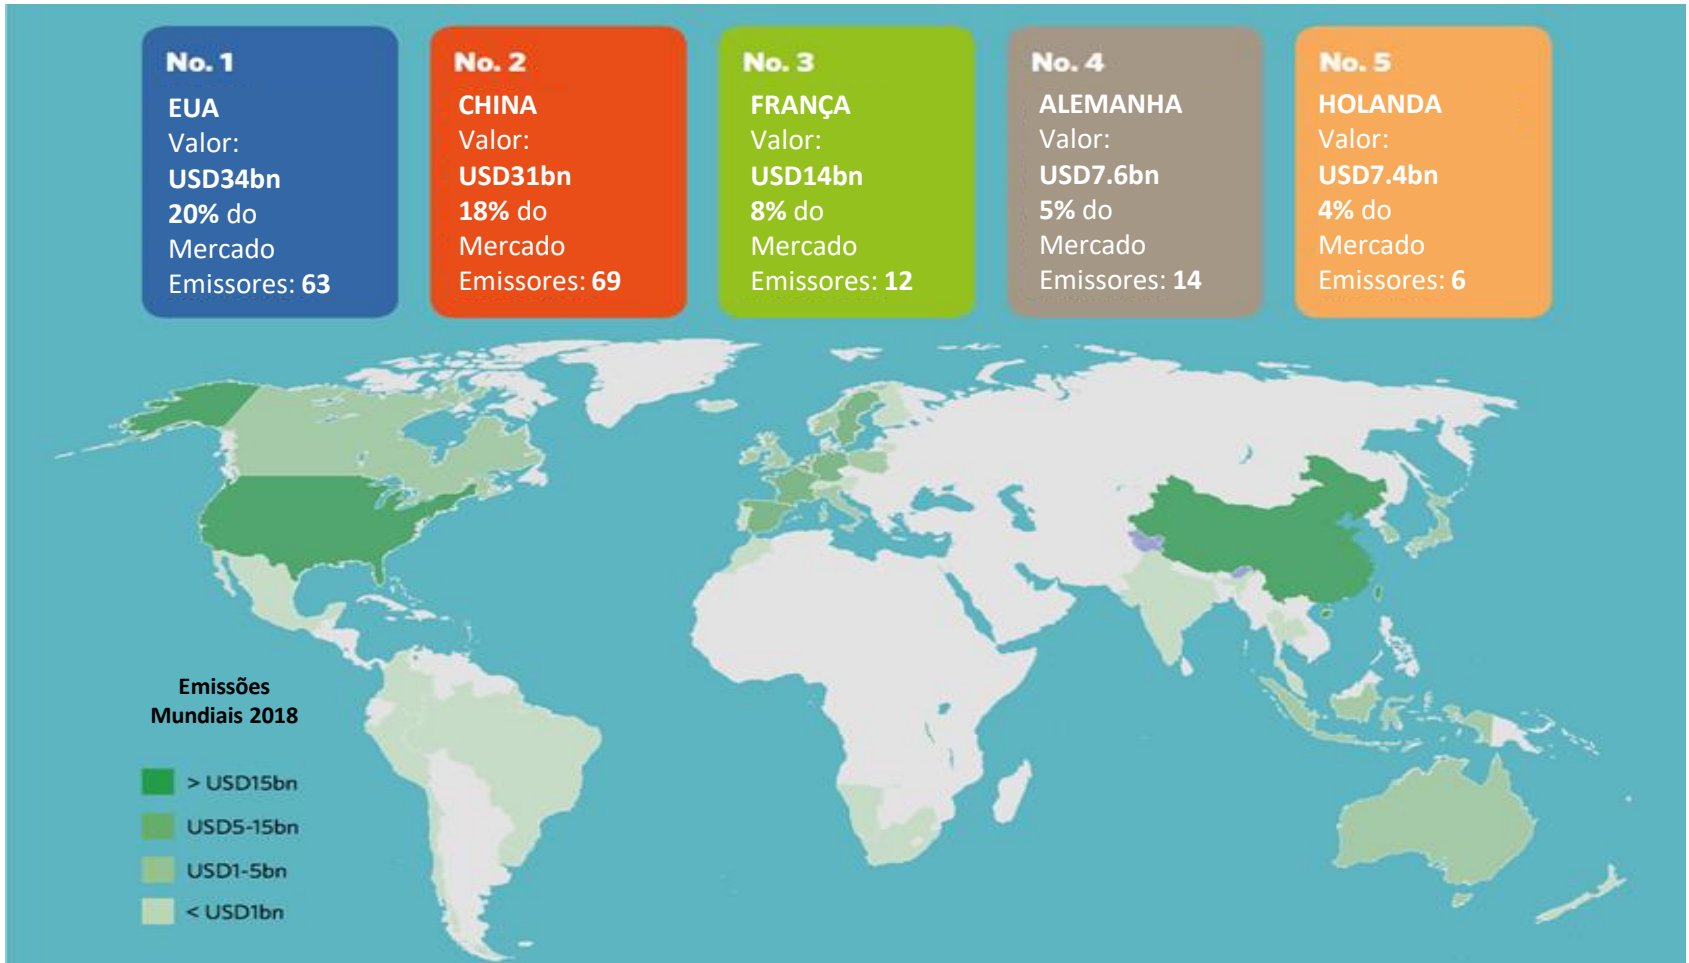 No. 1
EUA
Valor:
USD34bn
20% do
Mercado
Emissores: 63
No. 2
CHINA
Valor:
USD31bn
18% do
Mercado
Emissores: 69
No. 3
FRANÇA
Valor:
USD14bn
8% do
Mercado
Emissores: 12
No. 4
ALEMANHA
Valor:
USD7.6bn
5% do
Mercado
Emissores: 14
No. 5
HOLANDA
Valor:
USD7.4bn
4% do
Mercado
Emissores: 6
Emissões
Mundiais 2018
> USD15bn
USD5-15bn
USD1-5bn
< USD1bn